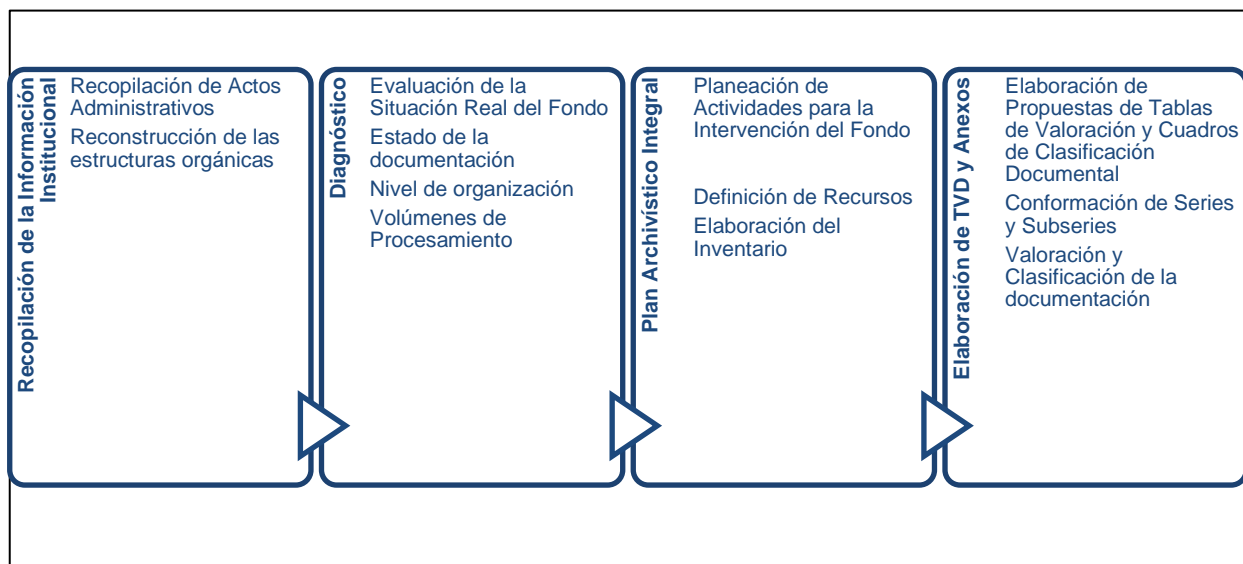 Recopilación de la Información
Institucional
Recopilación de Actos
Administrativos
Reconstrucción de las
estructuras orgánicas
Diagnóstico
Evaluación de la
Situación Real del Fondo
Estado de la
documentación
Nivel de organización
Volúmenes de
Procesamiento
Plan Archivístico Integral
Planeación de
Actividades para la
Intervención del Fondo
Definición de Recursos
Elaboración del
Inventario
Elaboración de TVD y Anexos
Elaboración de
Propuestas de Tablas
de Valoración y Cuadros
de Clasificación
Documental
Conformación de Series
y Subseries
Valoración y
Clasificación de la
documentación